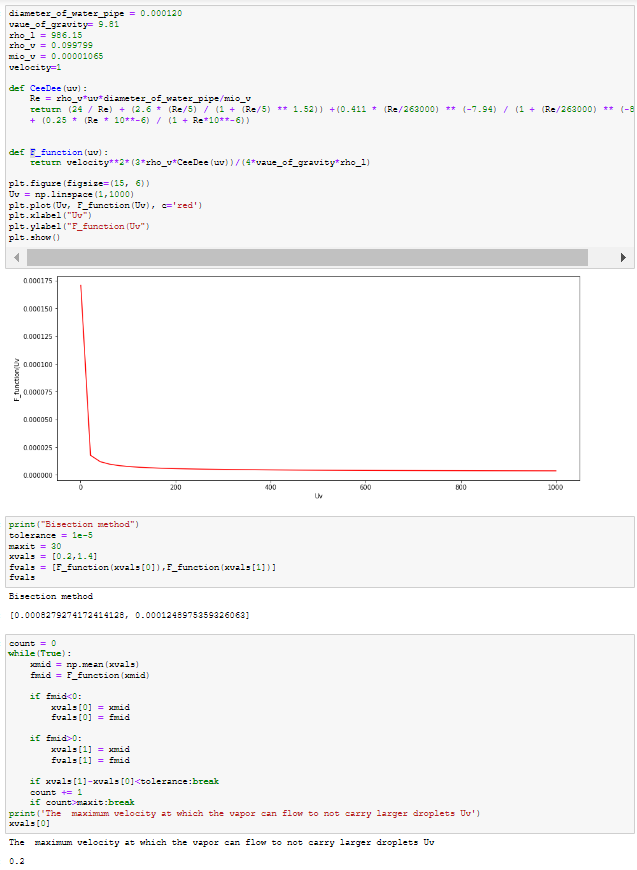 diameter_of_water_pipe = 0.000120
vaue_of_gravity= 9.81
rho_l = 986.15
rho_v = 0.099799
mio_v = 0.00001065
velocity=1
def CeeDee(uv):
    Re = rho_v*uv*diameter_of_water_pipe/mio_v
    return (24 / Re) + (2.6 * (Re/5) / (1 + (Re/5) ** 1.52)) +(0.411 * (Re/263000) ** (-7.94) / (1 + (Re/263000) ** (-8
    + (0.25 * (Re * 10**-6) / (1 + Re*10**-6))
def F_function(uv):
    return velocity**2*(3*rho_v*CeeDee(uv))/(4*vaue_of_gravity*rho_l)
plt.figure(figsize=(15, 6))
Uv = np.linspace(1,1000)
plt.plot(Uv, F_function(Uv), c='red')
plt.xlabel("Uv")
plt.ylabel("F_function(Uv")
plt.show()
0.000175
0.000150
0.000125
0.000100
0.000075
0.000050
0.000025
0.000000
F_function(Uv
0 200 400 600 800 1000
Uv
print("Bisection method")
tolerance = 1e-5
maxit = 30
xvals = [0.2,1.4]
fvals = [F_function(xvals[0]),F_function(xvals[1])]
fvals
Bisection method
[0.0008279274172414128, 0.0001248975359326063]
count = 0
while(True):
    xmid = np.mean(xvals)
    fmid = F_function(xmid)
    if fmid<0:
        xvals[0] = xmid
        fvals[0] = fmid
    if fmid>0:
        xvals[1] = xmid
        fvals[1] = fmid
    if xvals[1]-xvals[0]<tolerance:break
    count += 1
    if count>maxit:break
print('The  maximum velocity at which the vapor can flow to not carry larger droplets Uv')
xvals[0]
The  maximum velocity at which the vapor can flow to not carry larger droplets Uv
0.2